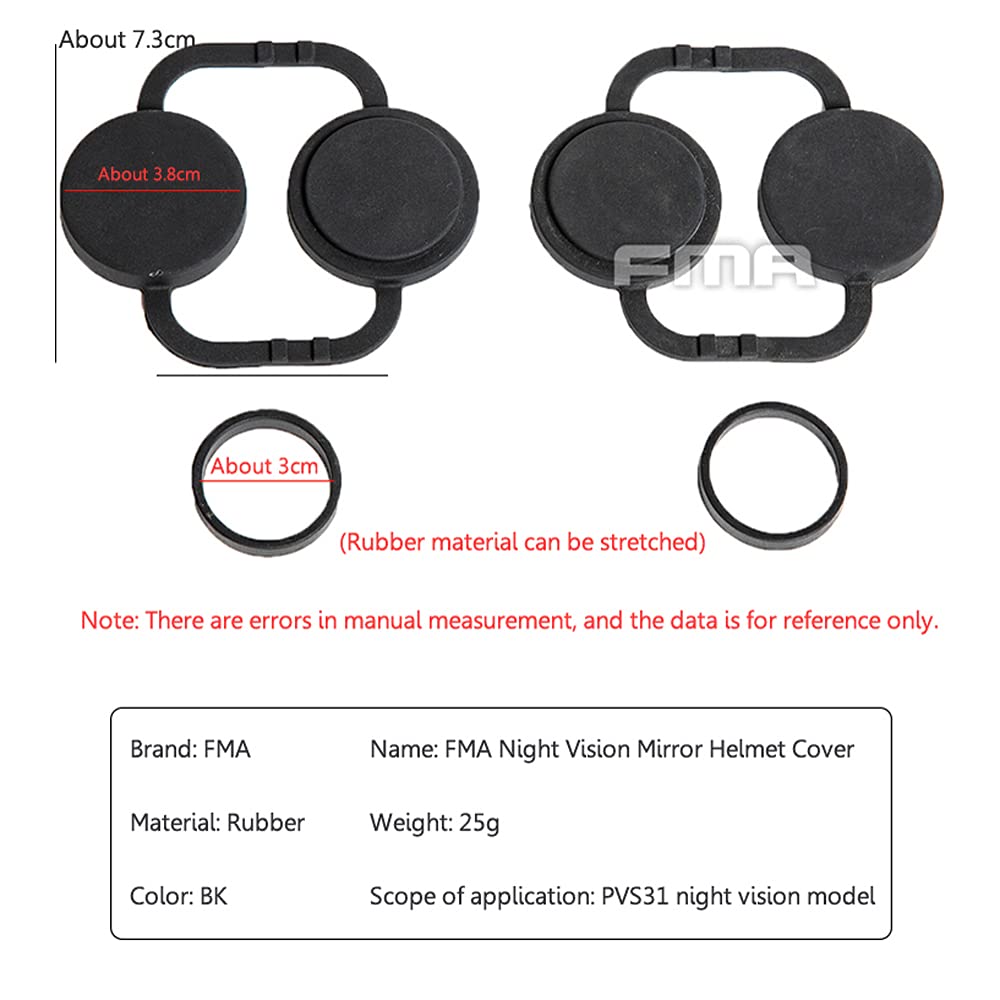 About 7.3cm
About 3.8cm
FMA
About 3cm
(Rubber material can be stretched)
Note: There are errors in manual measurement, and the data is for reference only.
Brand: FMA
Name: FMA Night Vision Mirror Helmet Cover
Material: Rubber
Weight: 25g
Color: BK
Scope of application: PVS31 night vision model